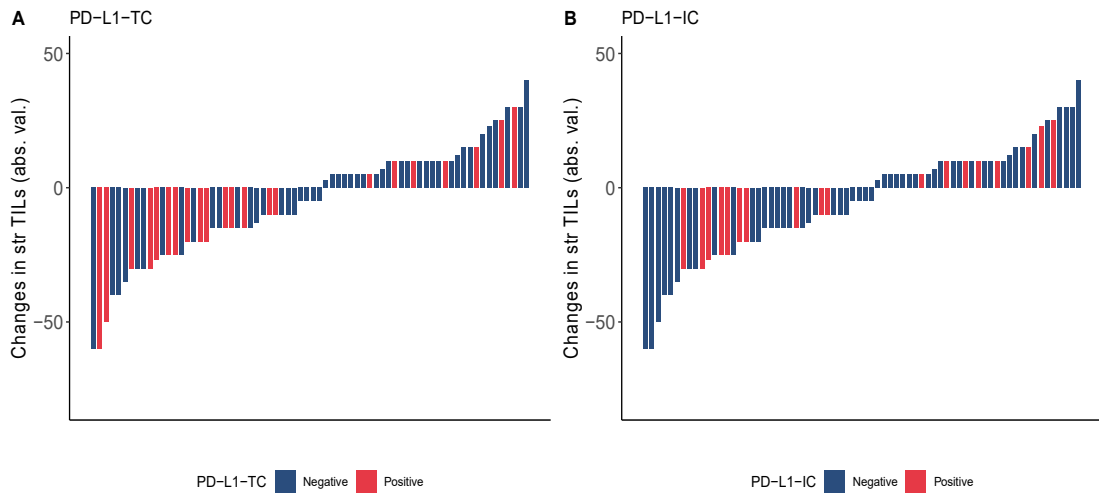 A PD−L1−TC
Changes in str TILs (abs. val.)
50
0
−50
PD−L1−TC Negative Positive
B PD−L1−IC
Changes in str TILs (abs. val.)
50
0
−50
PD−L1−IC Negative Positive